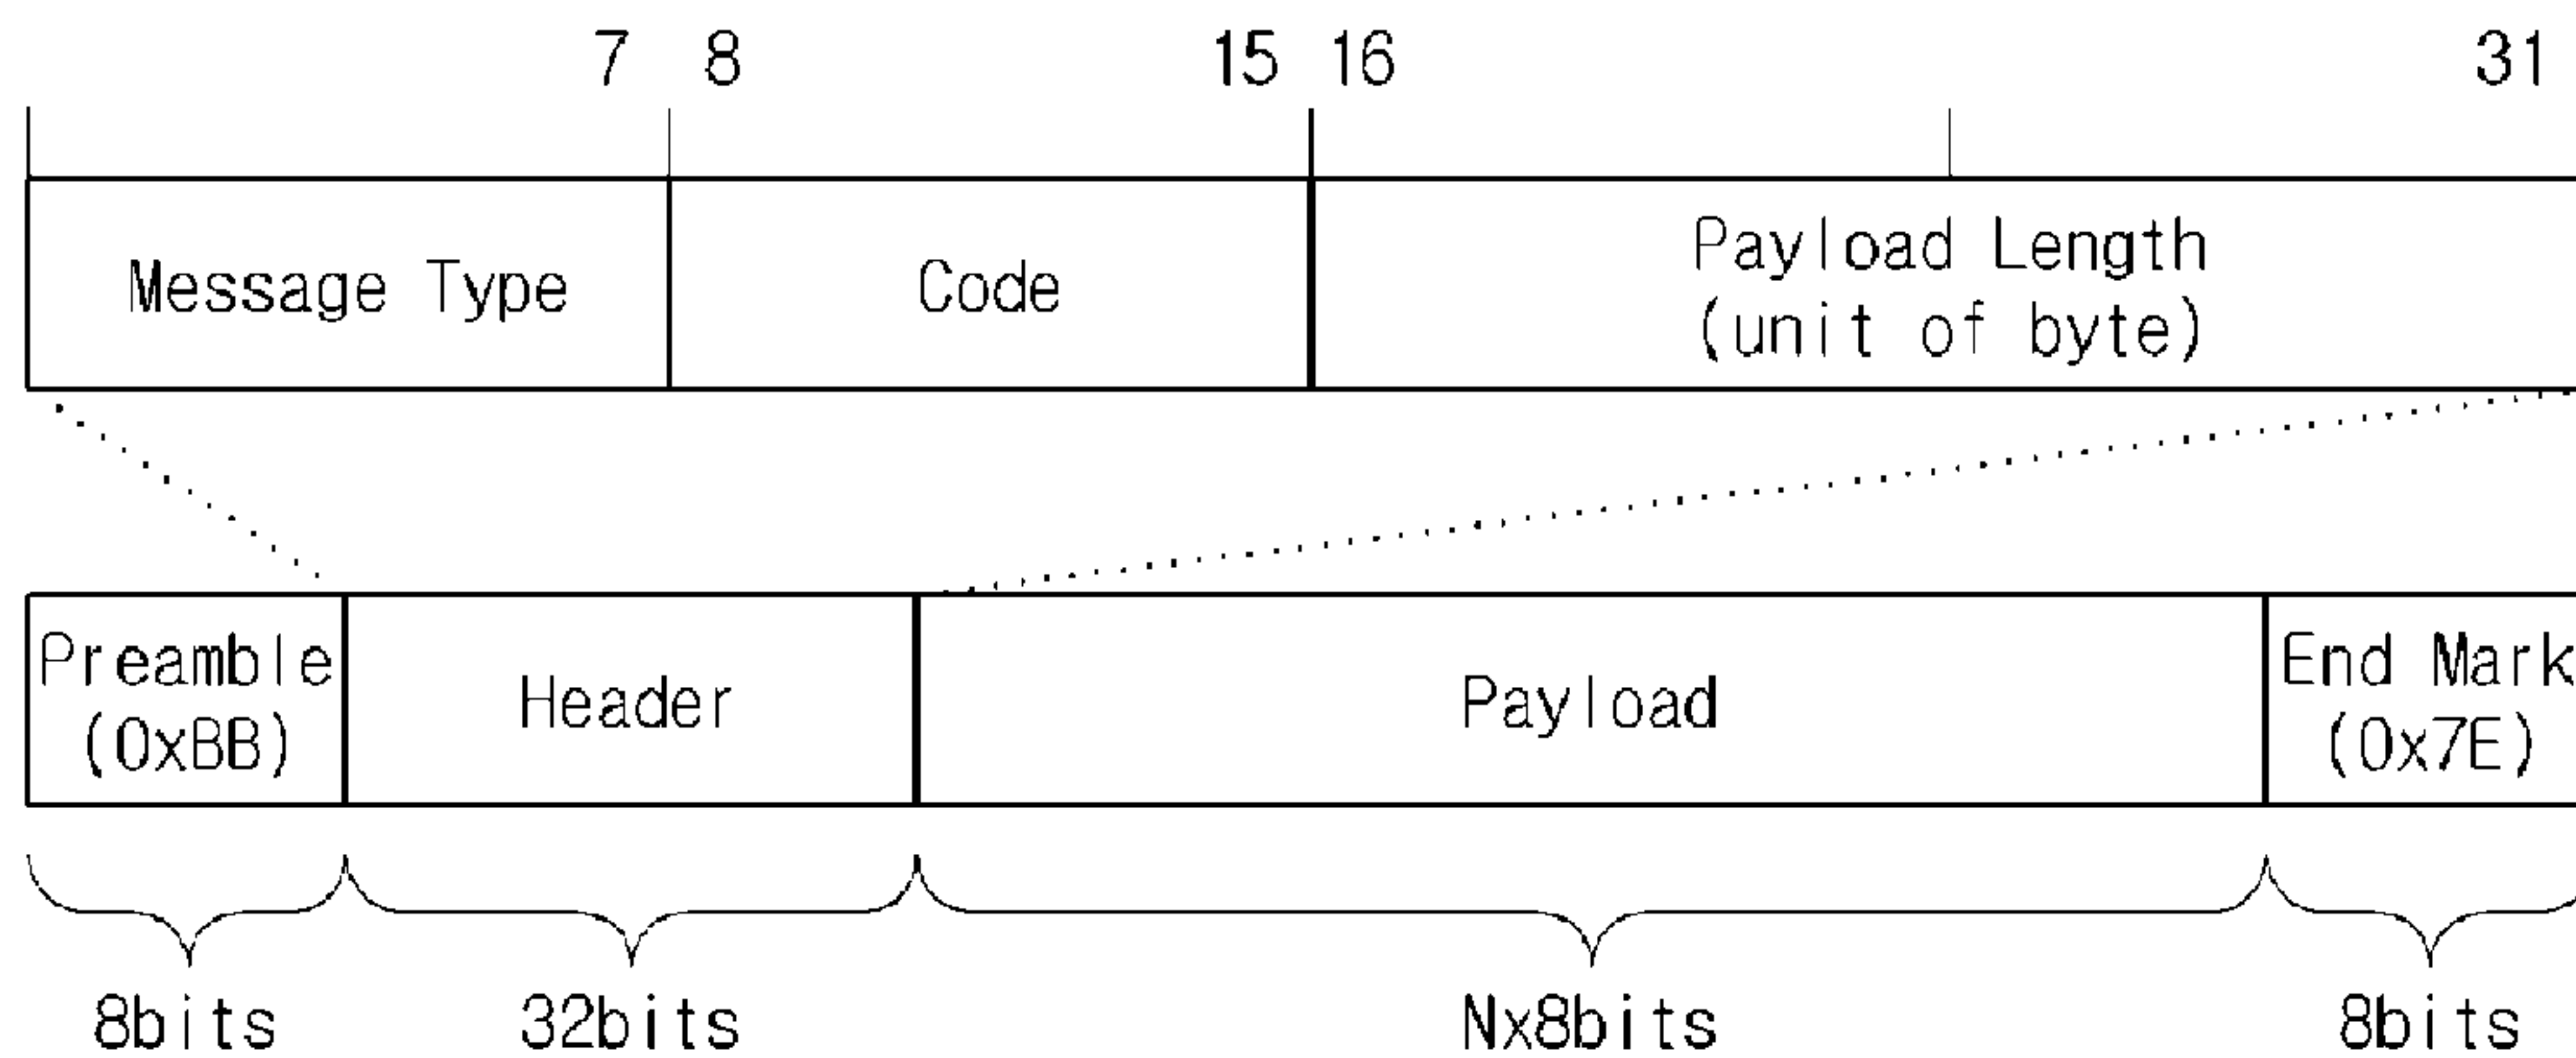 7 8 15 16 31
Message Type Code Payload Length
(unit of byte)
Preamble
(0xBB)
Header
Payload
End Mark
(0x7E)
8bits 32bits Nx8bits 8bits